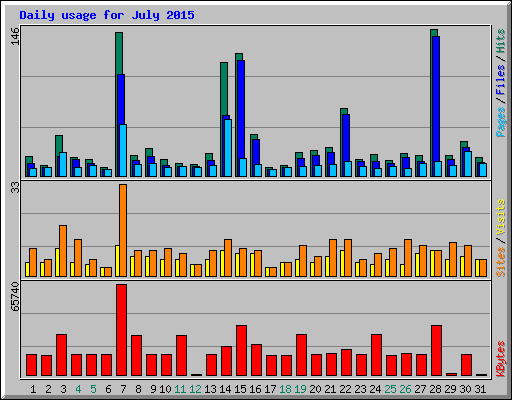 Daily usage for July 2015
146
33
65740
Pages/Files/Hits
Sites/Visits
KBytes
1 2 3 4 5 6 7 8 9 10 11 12 13 14 15 16 17 18 19 20 21 22 23 24 25 26 27 28 29 30 31